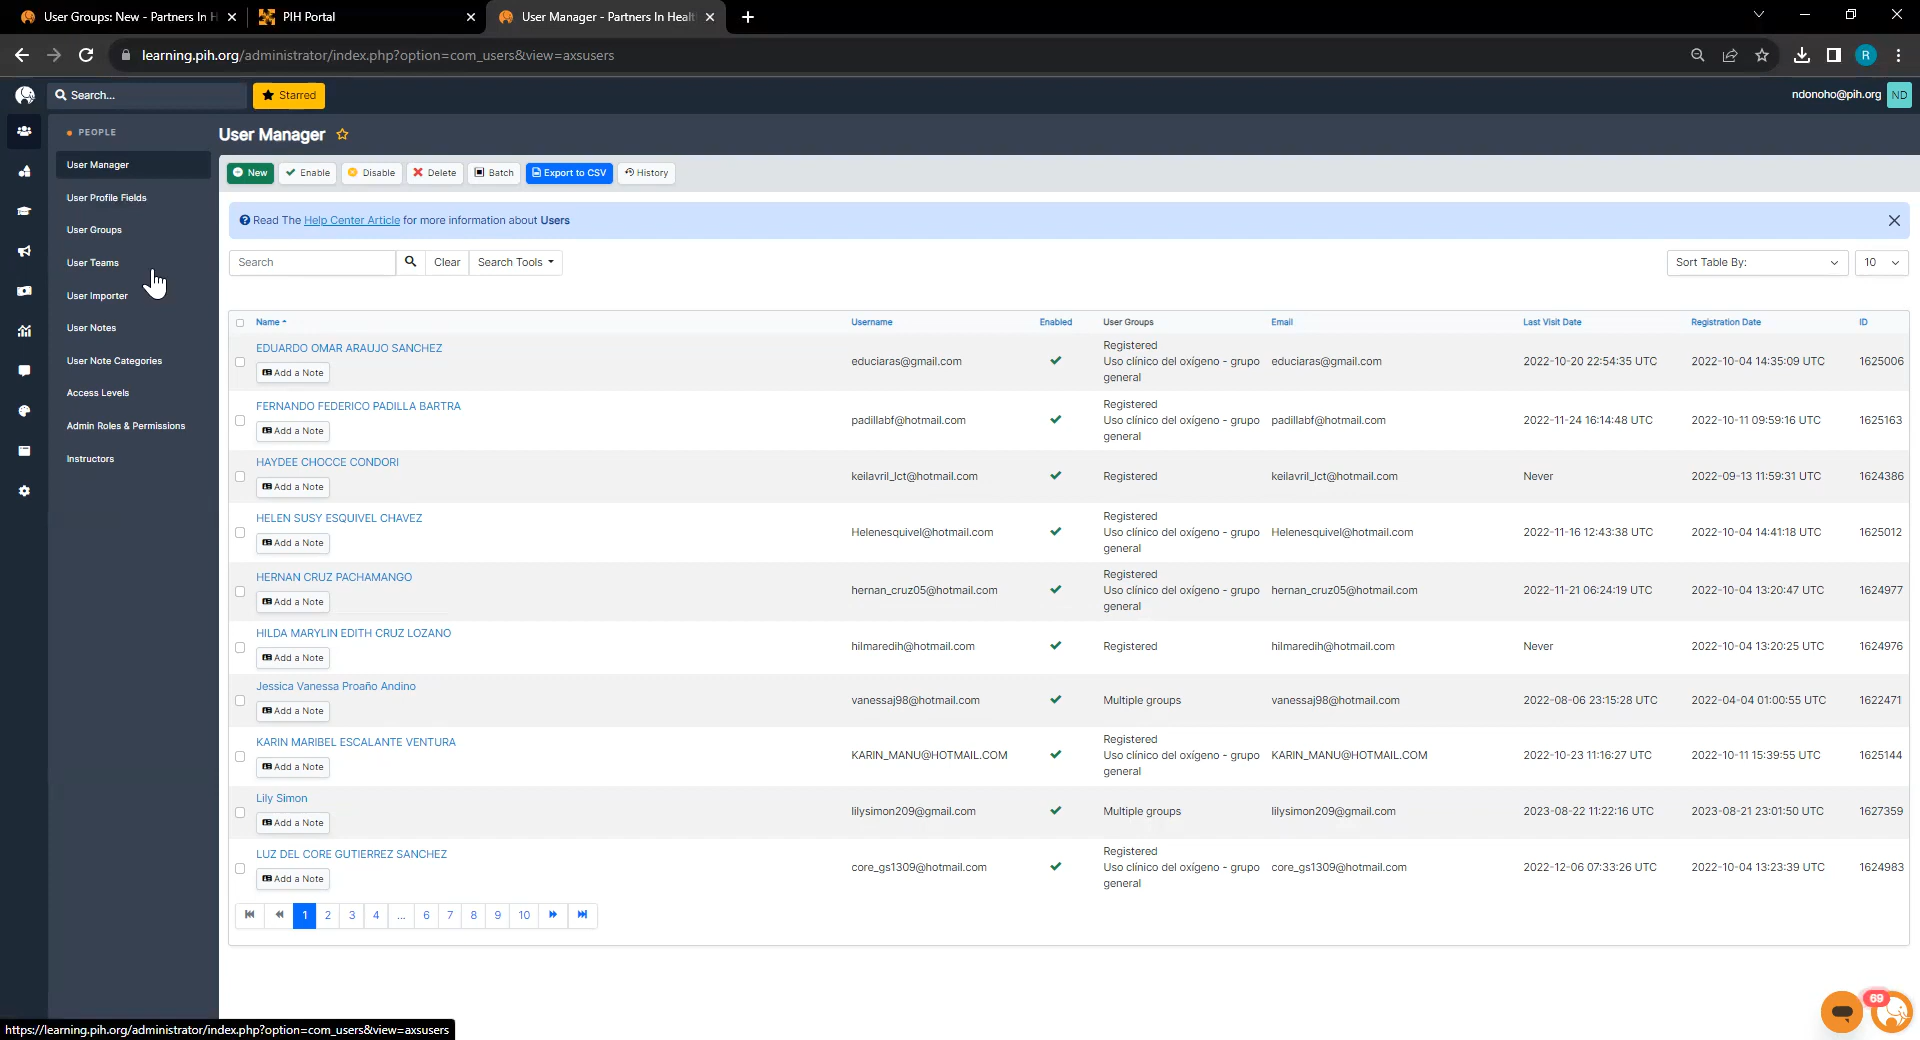 User Groups: New - Partners In H
PIH Portal
User Manager - Partners In Healt
learning.pih.org/administrator/index.php?option=com_users&view=axsusers
R
Search...
Starred
ndonoho@pih.org
ND
PEOPLE
User Manager
User Profile Fields
User Groups
User Teams
User Importer
User Notes
User Note Categories
Access Levels
Admin Roles & Permissions
Instructors
User Manager
New
Enable
Disable
Delete
Batch
Export to CSV
History
Read The Help Center Article for more information about Users
Search
Clear
Search Tools
Sort Table By:
10
Name
Username
Enabled
User Groups
Email
Last Visit Date
Registration Date
ID
EDUARDO OMAR ARAUJO SANCHEZ
Add a Note
educiaras@gmail.com
Registered
Uso clínico del oxígeno - grupo
general
educiaras@gmail.com
2022-10-20 22:54:35 UTC
2022-10-04 14:35:09 UTC
1625006
FERNANDO FEDERICO PADILLA BARTRA
Add a Note
padillabf@hotmail.com
Registered
Uso clínico del oxígeno - grupo
general
padillabf@hotmail.com
2022-11-24 16:14:48 UTC
2022-10-11 09:59:16 UTC
1625163
HAYDEE CHOCCE CONDORI
Add a Note
keilavril_lct@hotmail.com
Registered
keilavril_lct@hotmail.com
Never
2022-09-13 11:59:31 UTC
1624386
HELEN SUSY ESQUIVEL CHAVEZ
Add a Note
Helenesquivel@hotmail.com
Registered
Uso clínico del oxígeno - grupo
general
Helenesquivel@hotmail.com
2022-11-16 12:43:38 UTC
2022-10-04 14:41:18 UTC
1625012
HERNAN CRUZ PACHAMANGO
Add a Note
hernan_cruz05@hotmail.com
Registered
Uso clínico del oxígeno - grupo
general
hernan_cruz05@hotmail.com
2022-11-21 06:24:19 UTC
2022-10-04 13:20:47 UTC
1624977
HILDA MARYLIN EDITH CRUZ LOZANO
Add a Note
hilmaredih@hotmail.com
Registered
hilmaredih@hotmail.com
Never
2022-10-04 13:20:25 UTC
1624976
Jessica Vanessa Proaño Andino
Add a Note
vanessaj98@hotmail.com
Multiple groups
vanessaj98@hotmail.com
2022-08-06 23:15:28 UTC
2022-04-04 01:00:55 UTC
1622471
KARIN MARIBEL ESCALANTE VENTURA
Add a Note
KARIN_MANU@HOTMAIL.COM
Registered
Uso clínico del oxígeno - grupo
general
KARIN_MANU@HOTMAIL.COM
2022-10-23 11:16:27 UTC
2022-10-11 15:39:55 UTC
1625144
Lily Simon
Add a Note
lilysimon209@gmail.com
Multiple groups
lilysimon209@gmail.com
2023-08-22 11:22:16 UTC
2023-08-21 23:01:50 UTC
1627359
LUZ DEL CORE GUTIERREZ SANCHEZ
Add a Note
core_gs1309@hotmail.com
Registered
Uso clínico del oxígeno - grupo
general
core_gs1309@hotmail.com
2022-12-06 07:33:26 UTC
2022-10-04 13:23:39 UTC
1624983
1 2 3 4 ... 6 7 8 9 10
69
https://learning.pih.org/administrator/index.php?option=com_users&view=axsusers